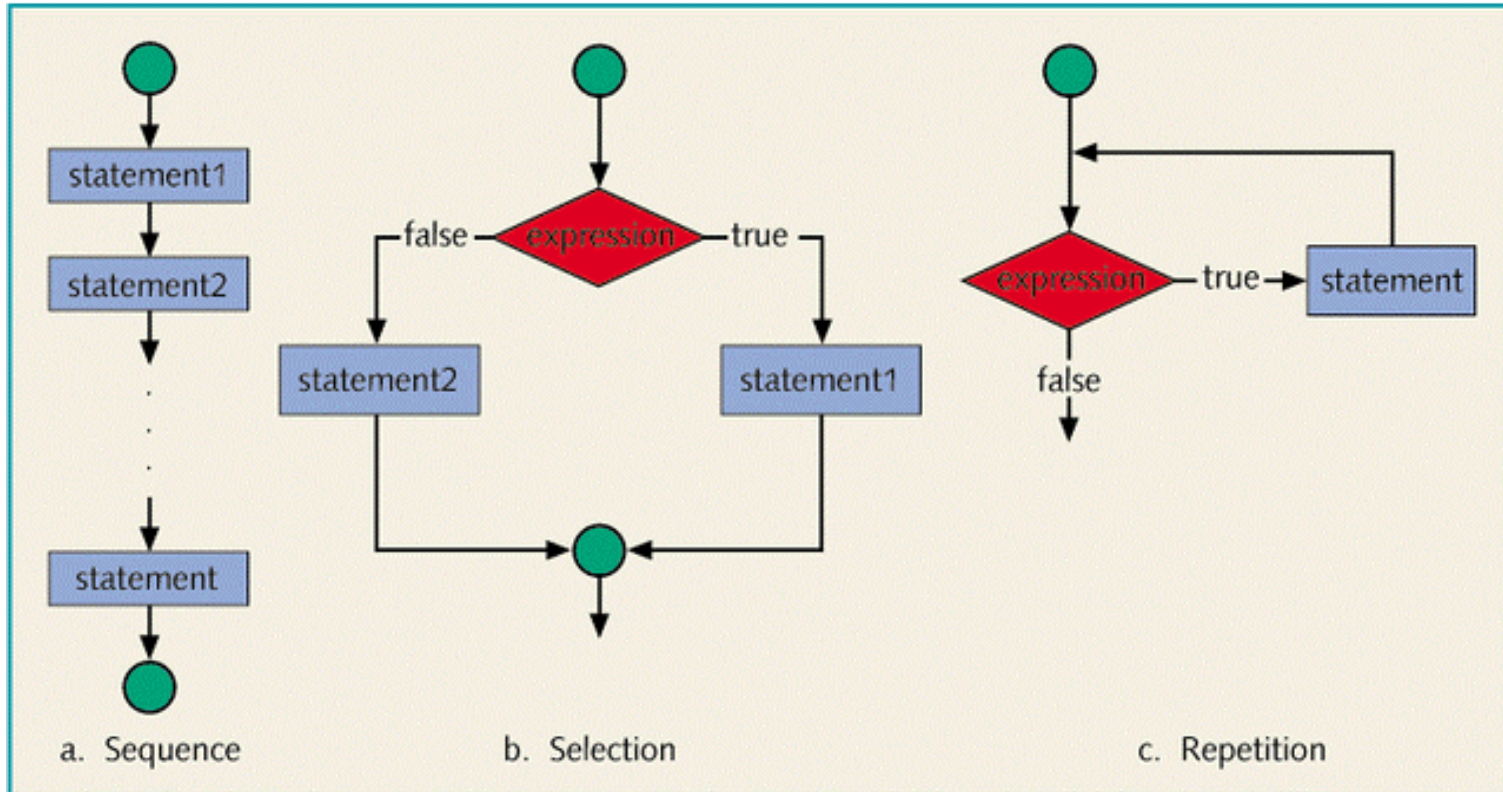 statement1
statement2
.
.
.
statement
a. Sequence
expression
false
true
statement2
statement1
b. Selection
expression
true
statement
false
c. Repetition